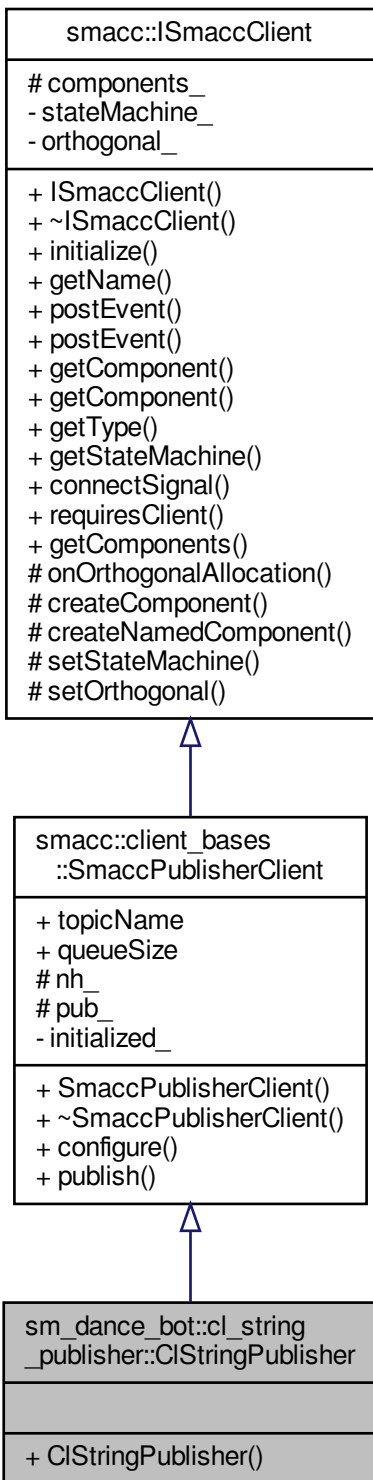 smacc::ISmaccClient
# components_
- stateMachine_
- orthogonal_
+ ISmaccClient()
+ ~ISmaccClient()
+ initialize()
+ getName()
+ postEvent()
+ postEvent()
+ getComponent()
+ getComponent()
+ getType()
+ getStateMachine()
+ connectSignal()
+ requiresClient()
+ getComponents()
# onOrthogonalAllocation()
# createComponent()
# createNamedComponent()
# setStateMachine()
# setOrthogonal()
smacc::client_bases
::SmaccPublisherClient
+ topicName
+ queueSize
# nh_
# pub_
- initialized_
+ SmaccPublisherClient()
+ ~SmaccPublisherClient()
+ configure()
+ publish()
sm_dance_bot::cl_string
_publisher::ClStringPublisher
+ ClStringPublisher()